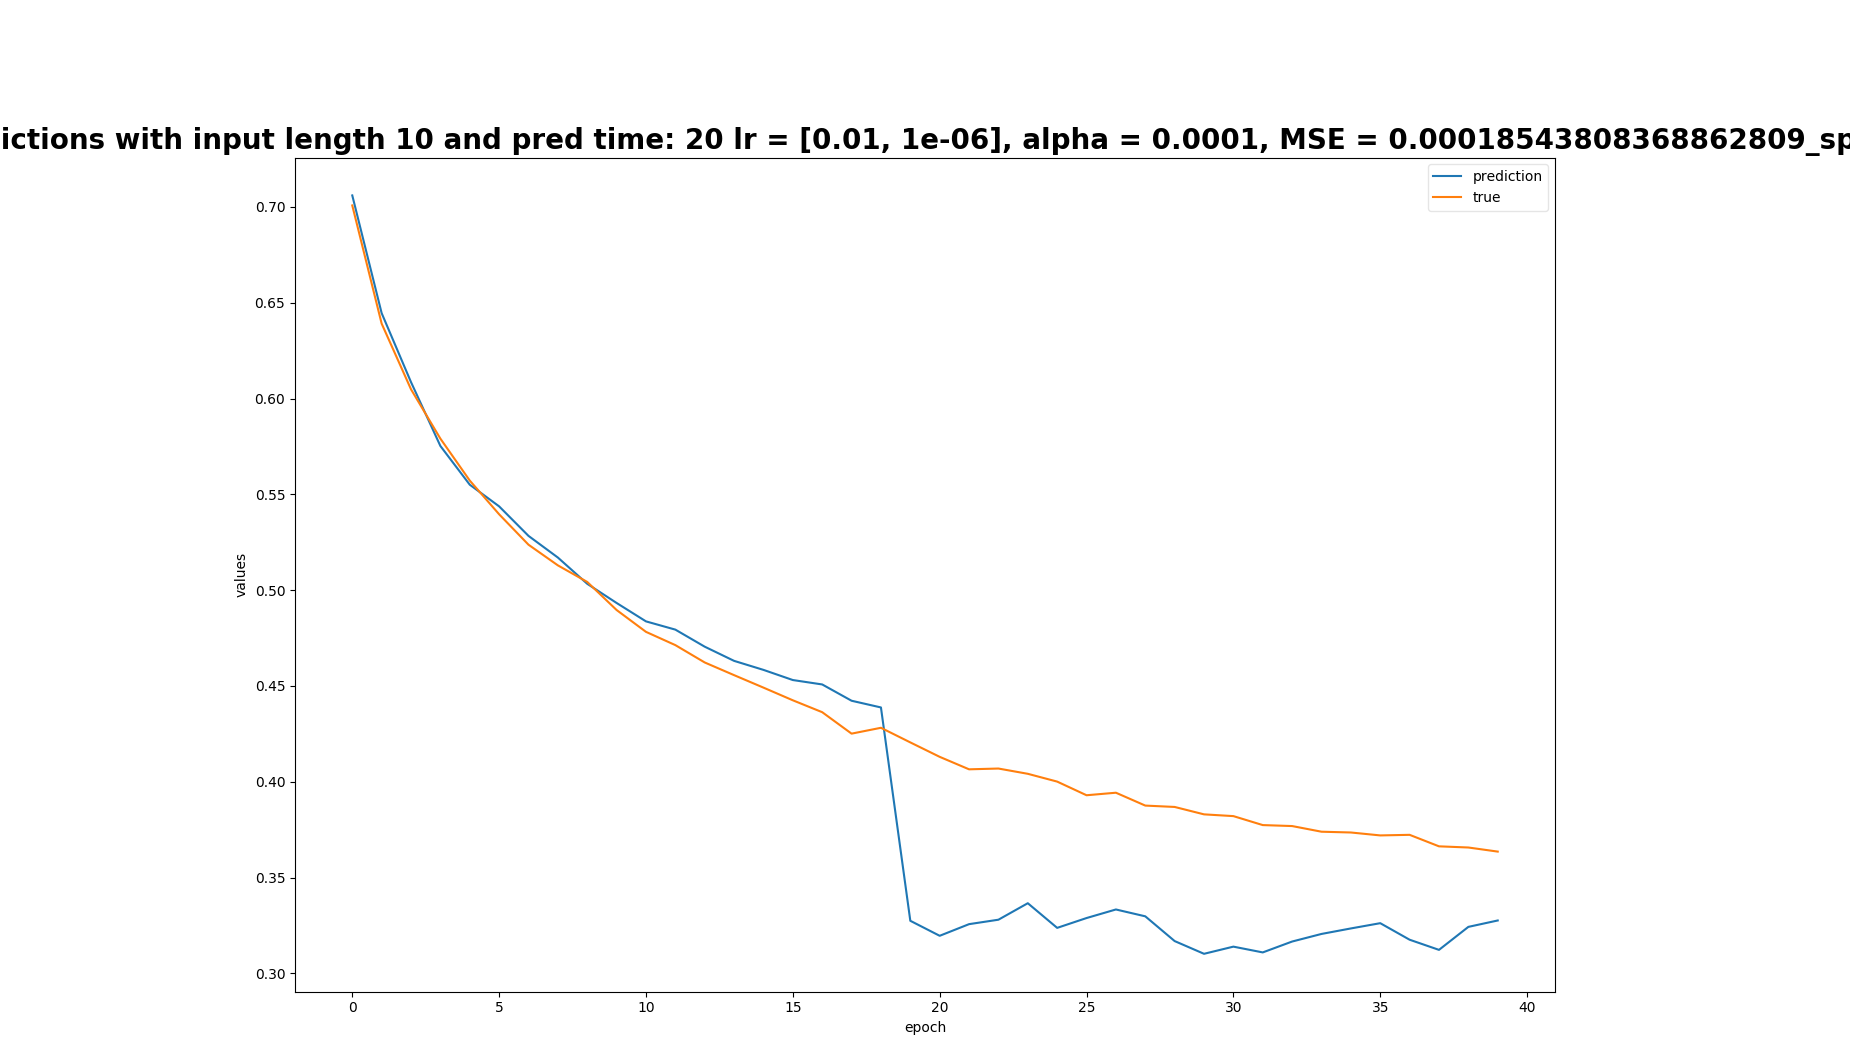 ictions with input length 10 and pred time: 20 lr = [0.01, 1e-06], alpha = 0.0001, MSE = 0.00018543808368862809_sp
prediction
true
0.70
0.65
0.60
0.55
0.50
0.45
0.40
0.35
0.30
values
0 5 10 15 20 25 30 35 40
epoch